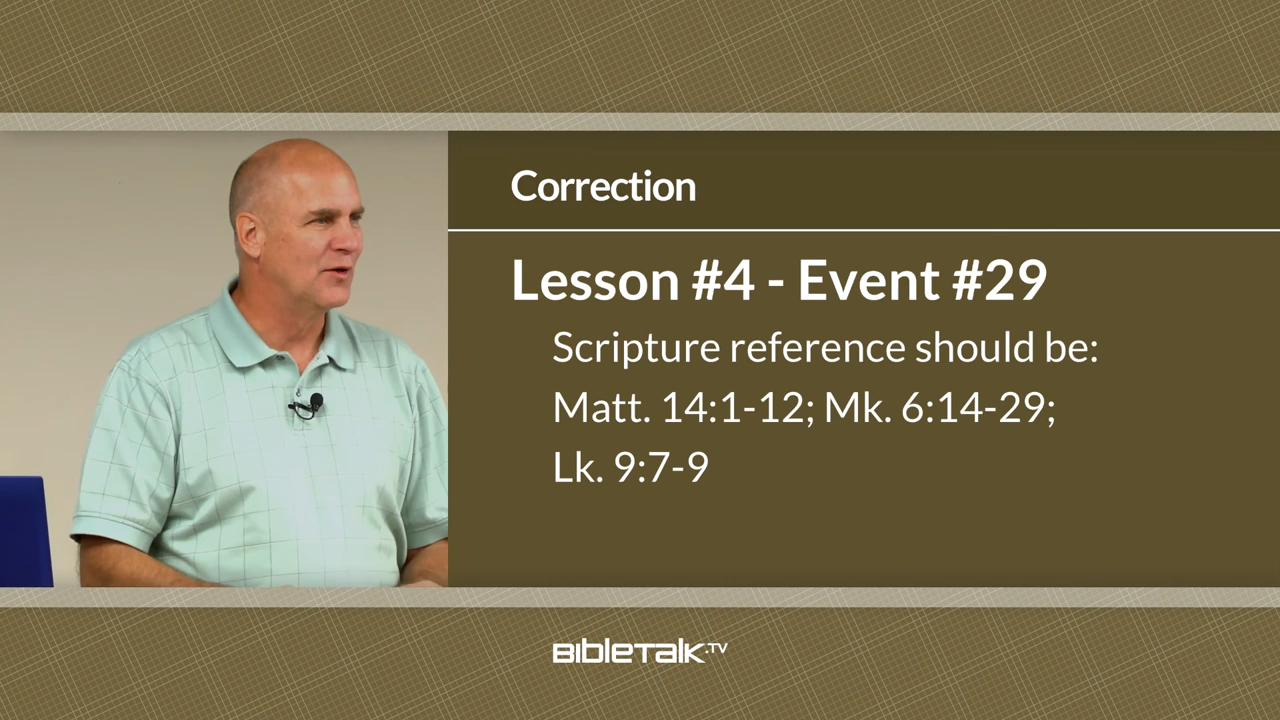 Correction
Lesson #4 - Event #29
Scripture reference should be:
Matt. 14:1-12; Mk. 6:14-29;
Lk. 9:7-9
BibleTalk.TV